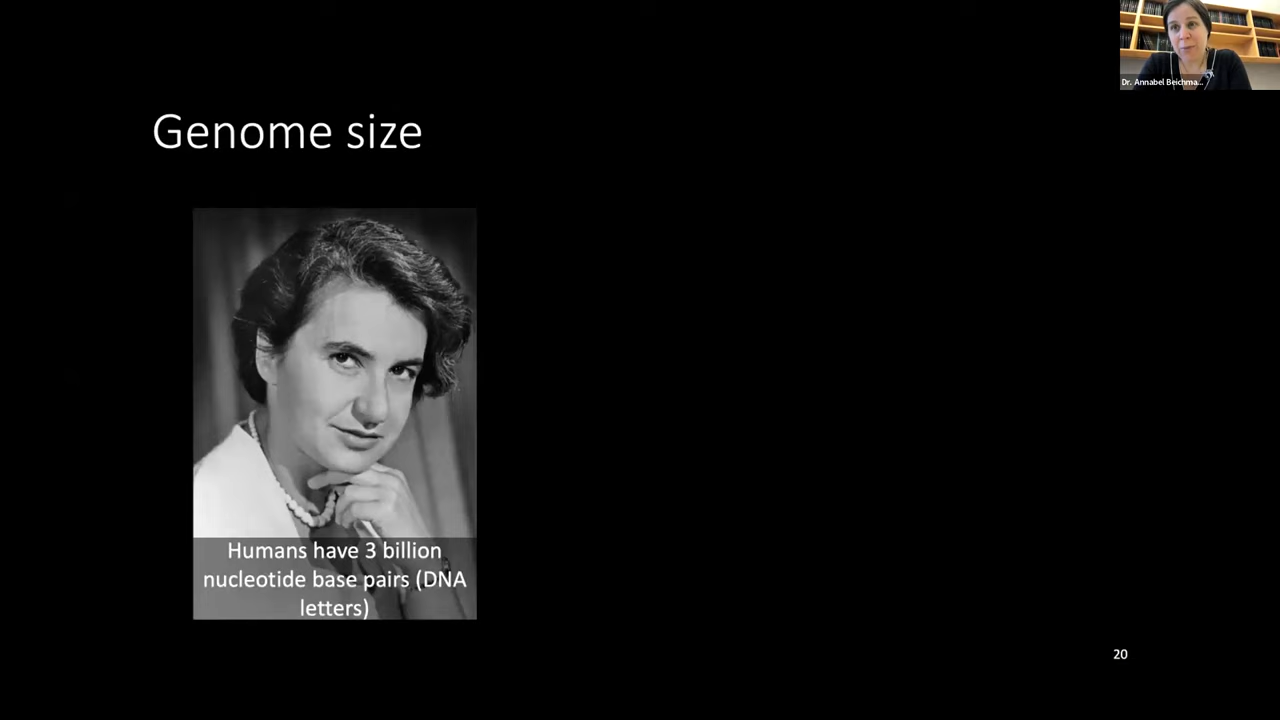 Dr. Annabel Beichma...
Genome size
Humans have 3 billion
nucleotide base pairs (DNA
letters)
20